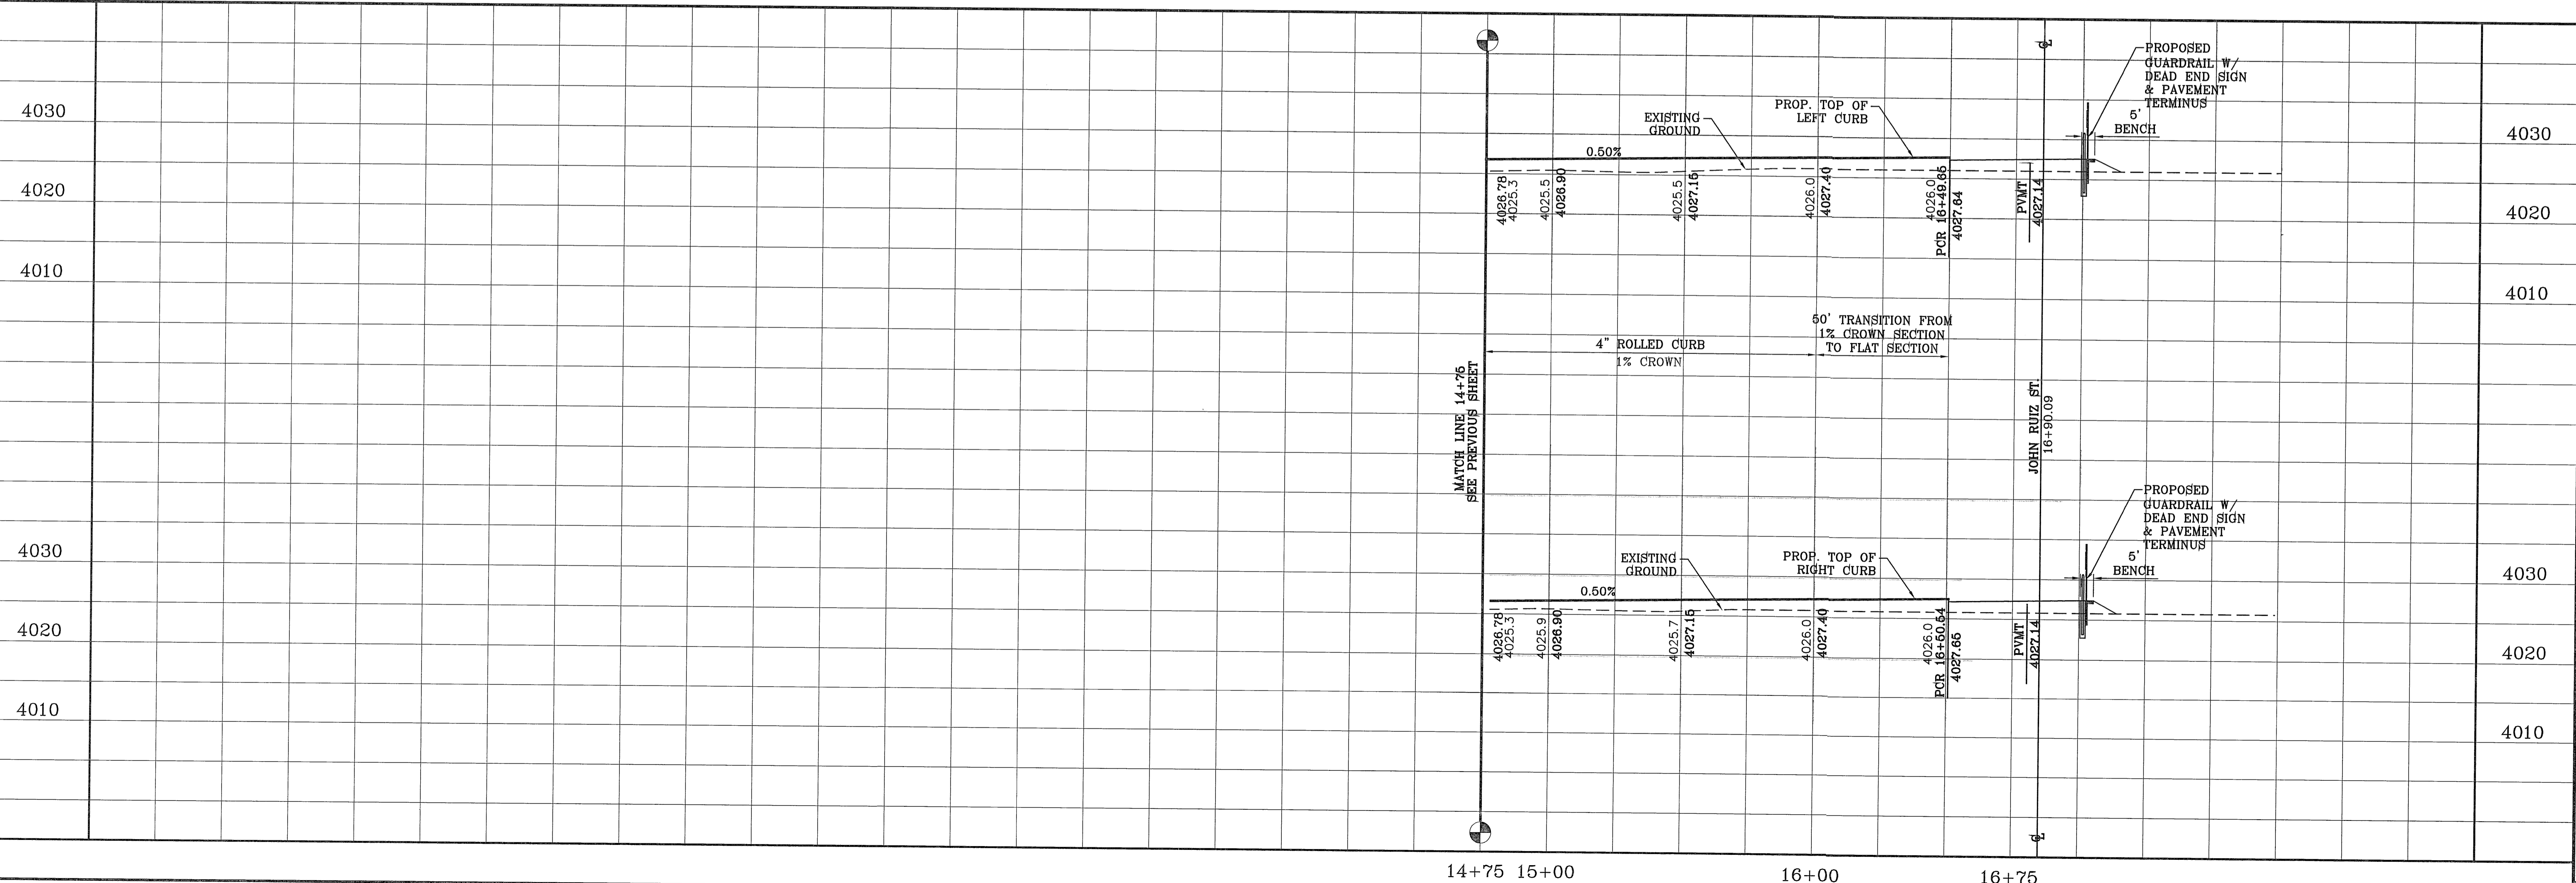 PROPOSED
GUARDRAIL W/
DEAD END SIGN
& PAVEMENT
TERMINUS
5'
BENCH
PROP. TOP OF
LEFT CURB
EXISTING
GROUND
0.50%
4030
4020
4010
4030
4020
4010
4026.78
4025.3
4025.5
4026.90
4025.5
4027.15
4026.0
4027.40
4026.0
PCR 16+49.65
4027.64
PVMT
4027.14
50' TRANSITION FROM
1% CROWN SECTION
TO FLAT SECTION
4" ROLLED CURB
1% CROWN
MATCH LINE 14+75
SEE PREVIOUS SHEET
JOHN RUIZ ST.
16+90.09
PROPOSED
GUARDRAIL W/
DEAD END SIGN
& PAVEMENT
TERMINUS
5'
BENCH
PROP. TOP OF
RIGHT CURB
EXISTING
GROUND
0.50%
4030
4020
4010
4030
4020
4010
4026.78
4025.3
4025.9
4026.90
4025.7
4027.15
4026.0
4027.40
4026.0
PCR 16+50.54
4027.65
PVMT
4027.14
14+75 15+00
16+00
16+75